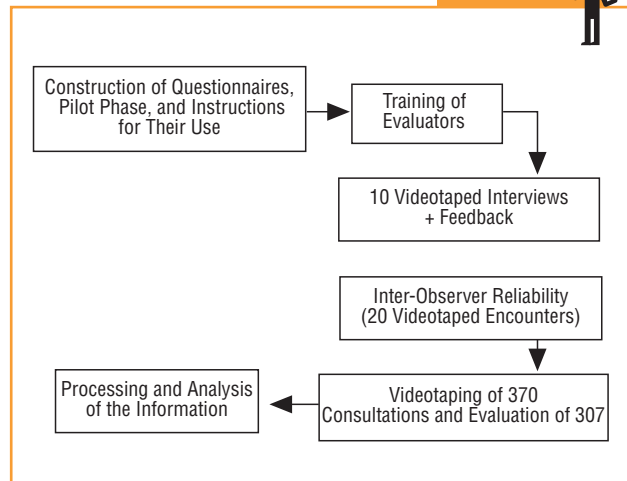 Construction of Questionnaires,
Pilot Phase, and Instructions
for Their Use
Training of
Evaluators
10 Videotaped Interviews
+ Feedback
Inter-Observer Reliability
(20 Videotaped Encounters)
Videotaping of 370
Consultations and Evaluation of 307
Processing and Analysis
of the Information